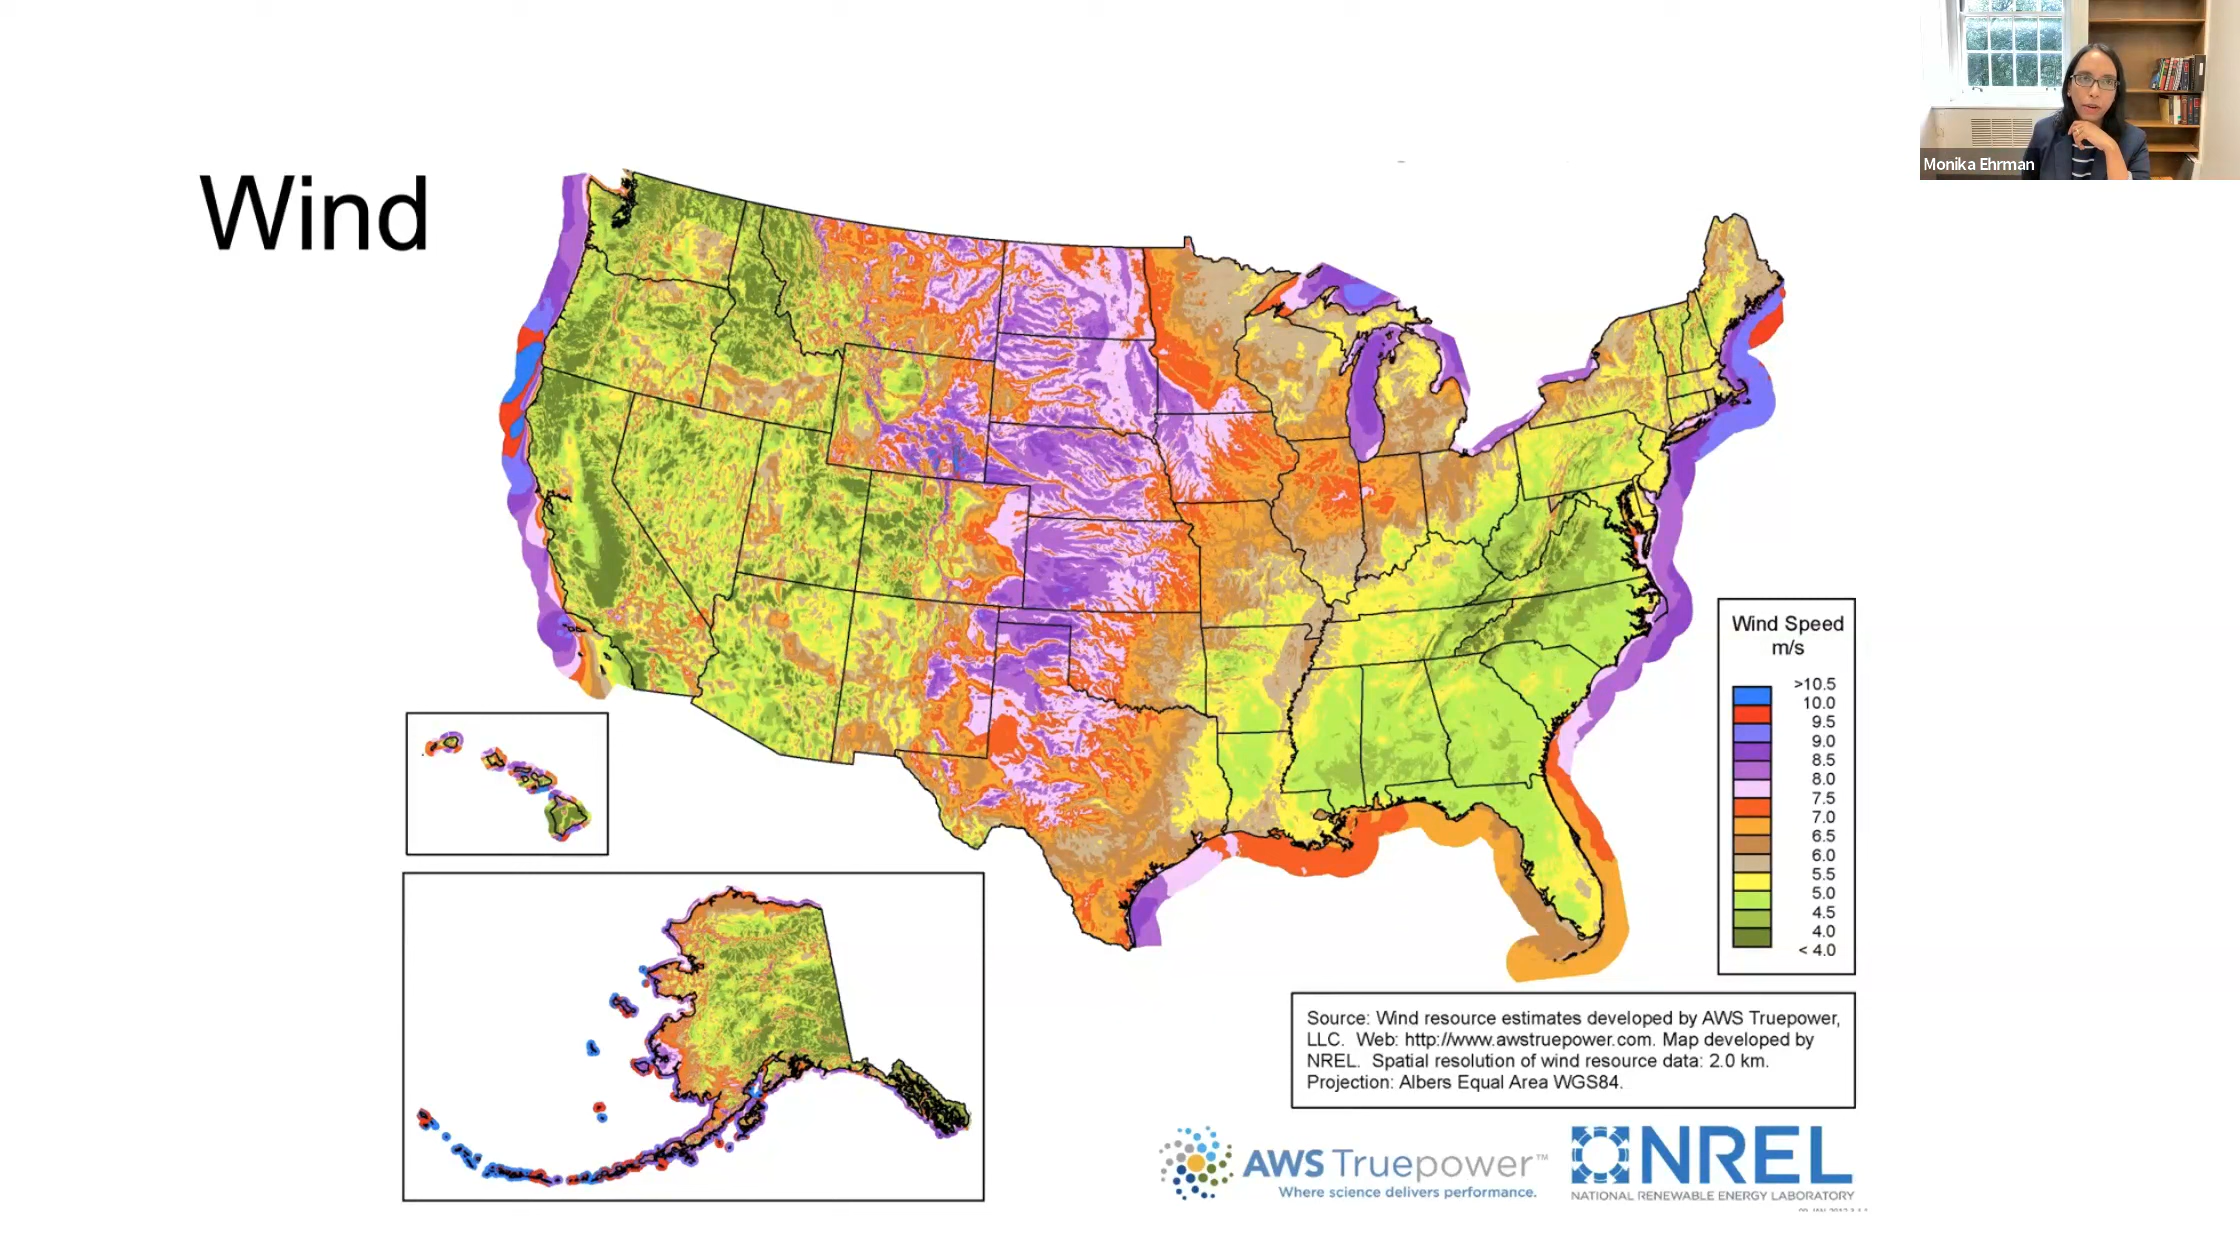 Monika Ehrman
Wind
Wind Speed
m/s
>10.5
10.0
9.5
9.0
8.5
8.0
7.5
7.0
6.5
6.0
5.5
5.0
4.5
4.0
< 4.0
Source: Wind resource estimates developed by AWS Truepower,
LLC. Web: http://www.awstruepower.com. Map developed by
NREL. Spatial resolution of wind resource data: 2.0 km.
Projection: Albers Equal Area WGS84.
AWS Truepower™
Where science delivers performance.
NREL
NATIONAL RENEWABLE ENERGY LABORATORY